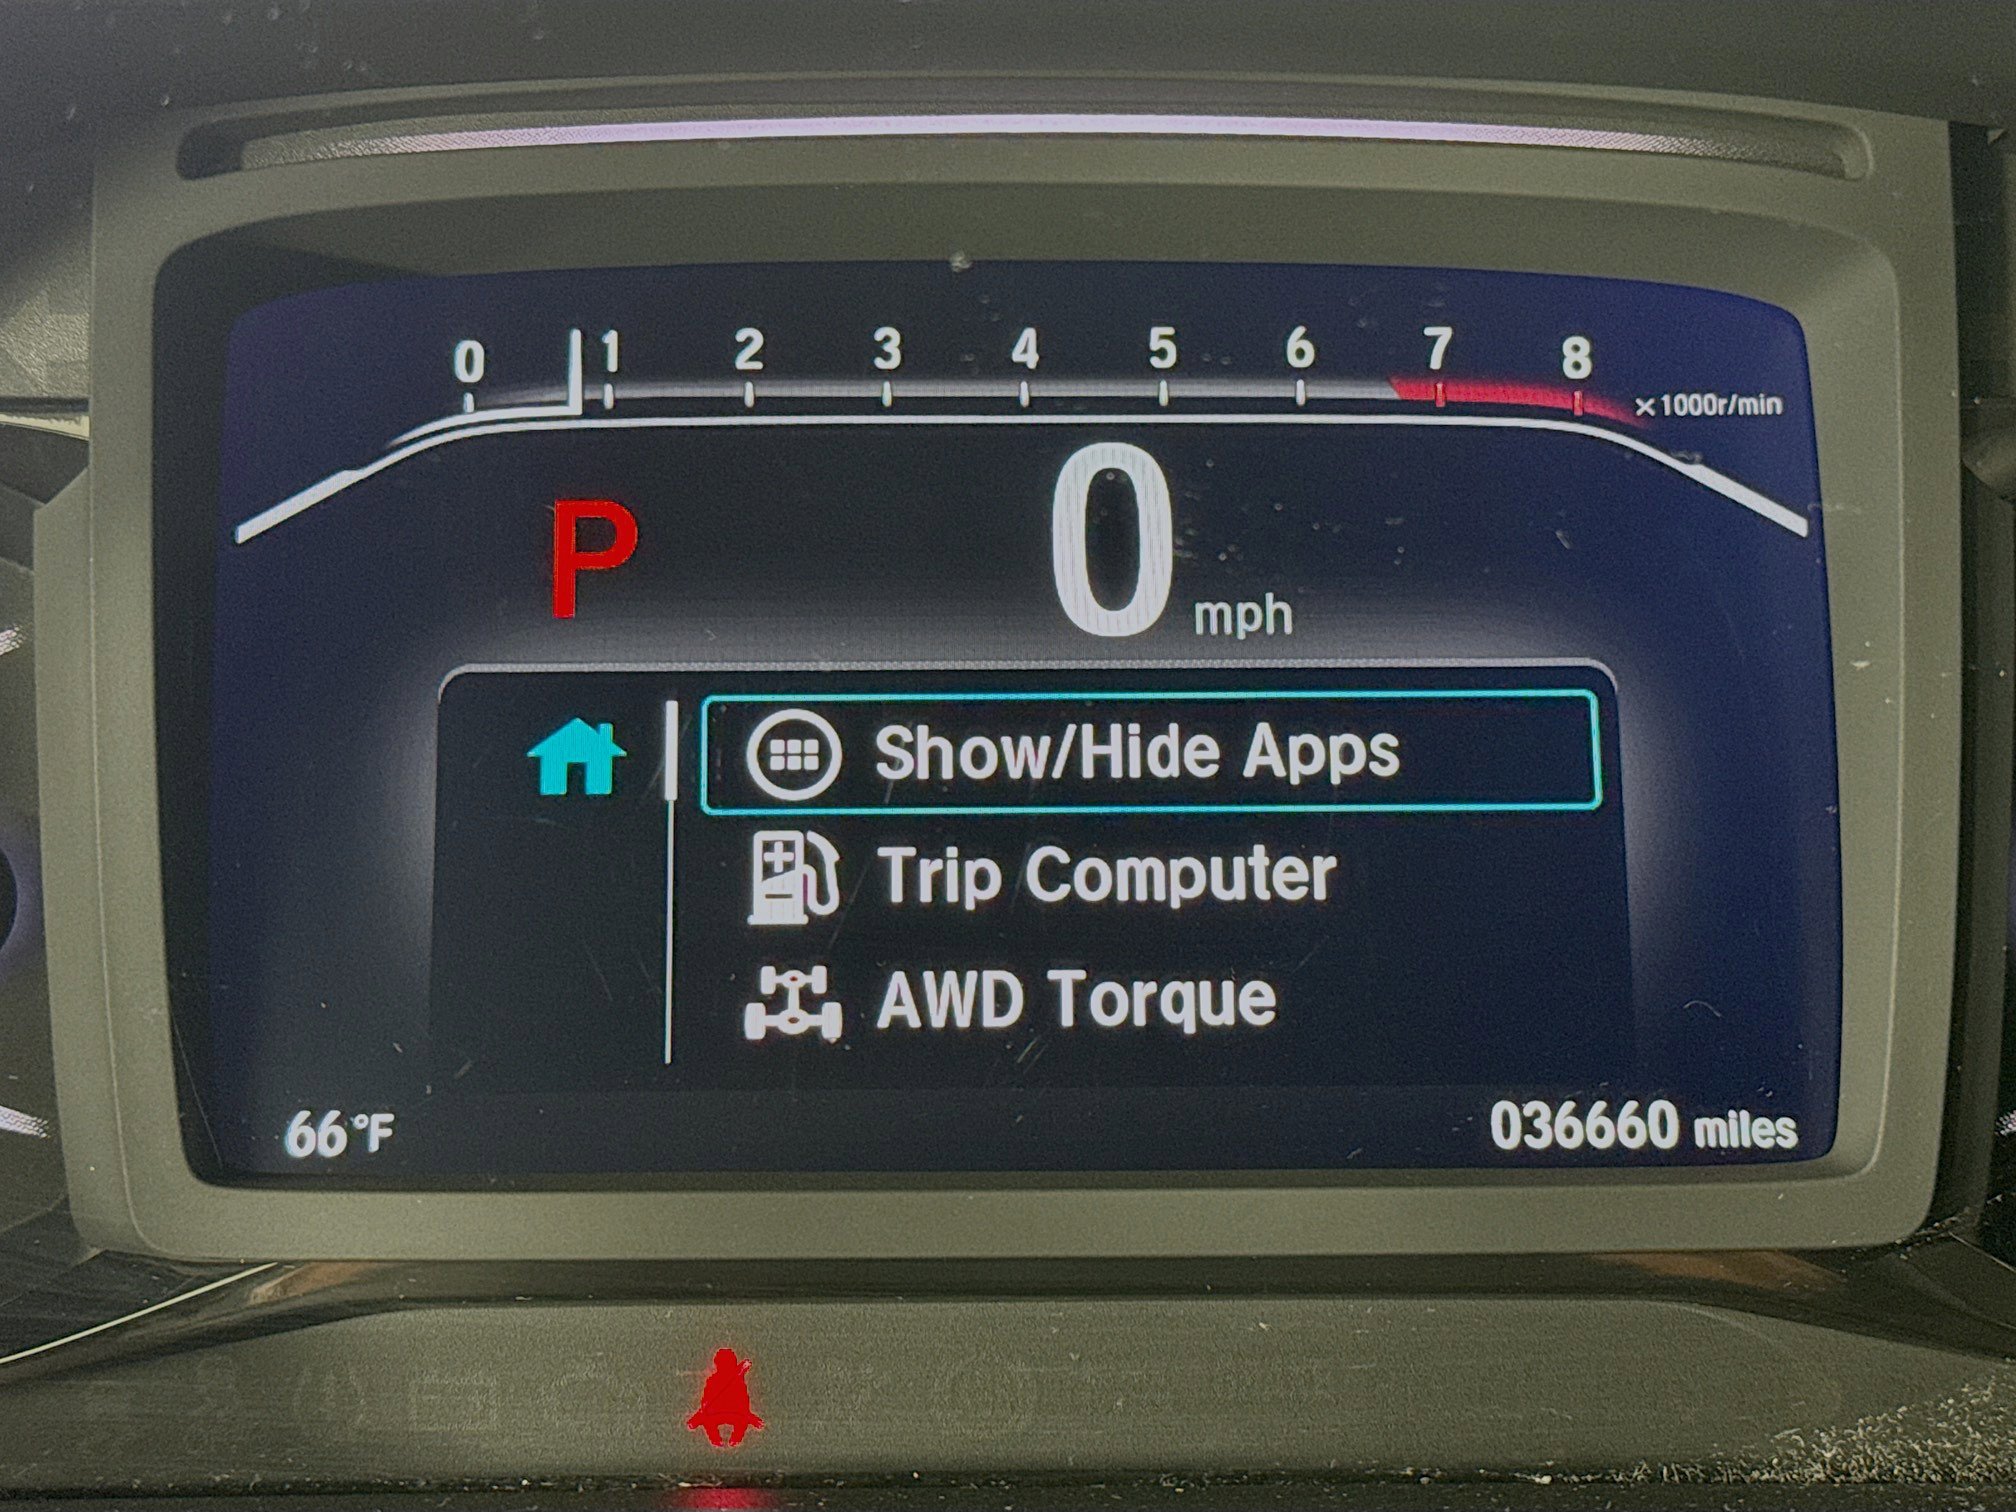 0 1 2 3 4 5 6 7 8
×1000r/min
P
0 mph
Show/Hide Apps
Trip Computer
AWD Torque
66°F
036660 miles